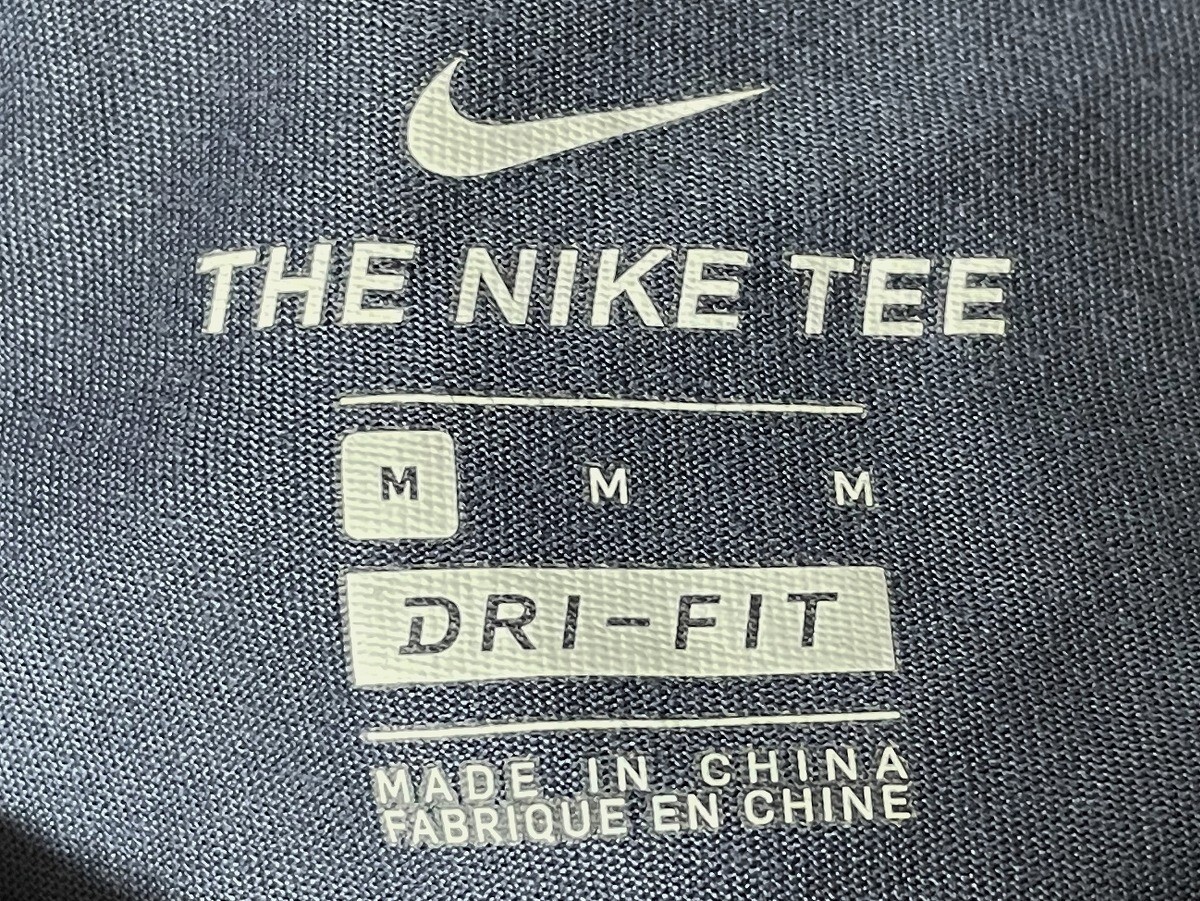 THE NIKE TEE
M M M
DRI-FIT
MADE IN CHINA
FABRIQUE EN CHINE